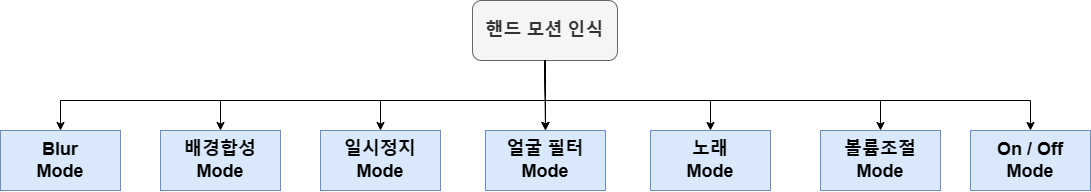 핸드 모션 인식
Blur
Mode
배경합성
Mode
일시정지
Mode
얼굴 필터
Mode
노래
Mode
볼륨조절
Mode
On / Off
Mode